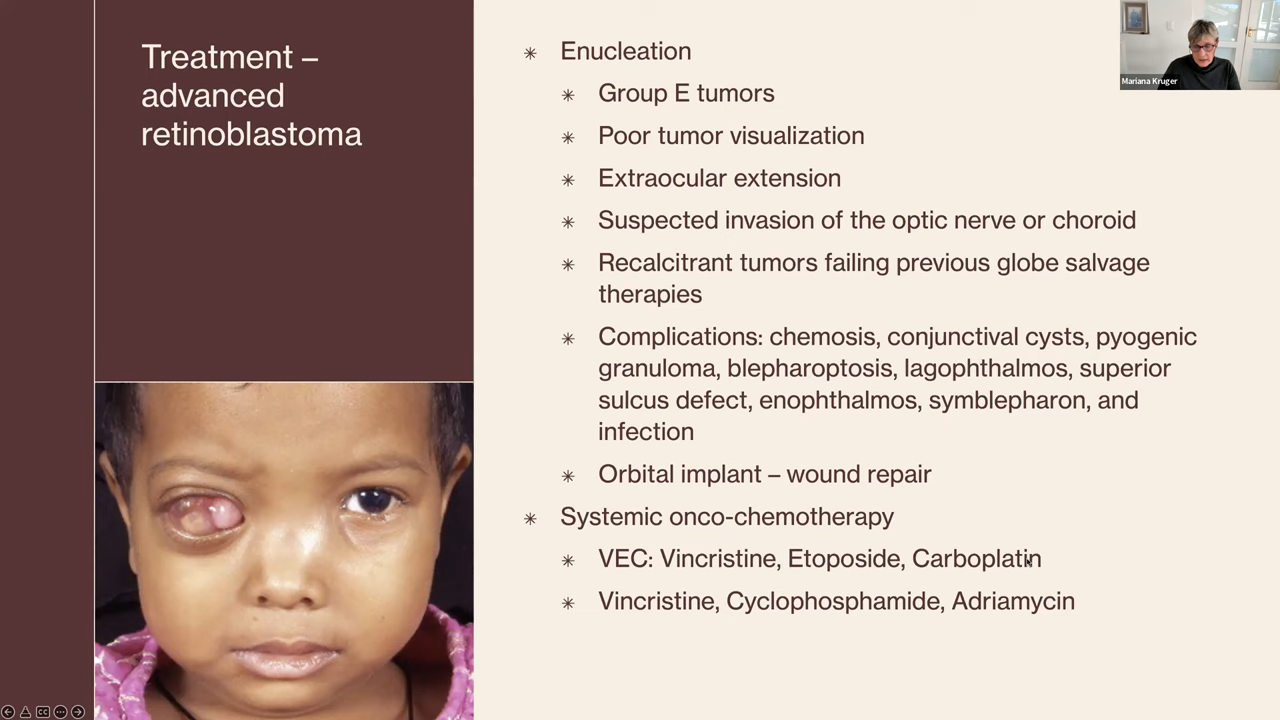 Treatment –
advanced
retinoblastoma
✳ Enucleation
✳ Group E tumors
✳ Poor tumor visualization
✳ Extraocular extension
✳ Suspected invasion of the optic nerve or choroid
✳ Recalcitrant tumors failing previous globe salvage
therapies
✳ Complications: chemosis, conjunctival cysts, pyogenic
granuloma, blepharoptosis, lagophthalmos, superior
sulcus defect, enophthalmos, symblepharon, and
infection
✳ Orbital implant – wound repair
✳ Systemic onco-chemotherapy
✳ VEC: Vincristine, Etoposide, Carboplatin
✳ Vincristine, Cyclophosphamide, Adriamycin
Mariana Kruger
CC